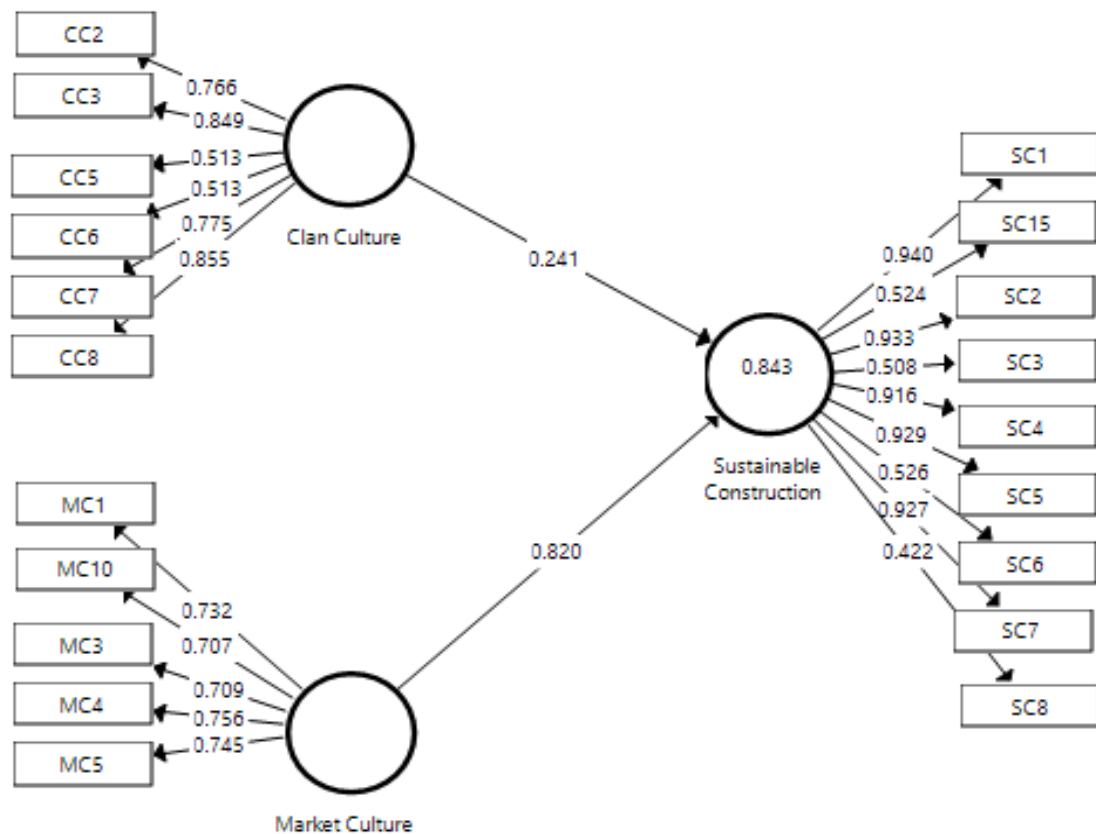 CC2
CC3
CC5
CC6
CC7
CC8
0.766
0.849
0.513
0.513
0.775
0.855
Clan Culture
0.241
MC1
MC10
MC3
MC4
MC5
0.732
0.707
0.709
0.756
0.745
Market Culture
0.820
0.843
Sustainable
Construction
0.940
0.524
0.933
0.508
0.916
0.929
0.526
0.927
0.422
SC1
SC15
SC2
SC3
SC4
SC5
SC6
SC7
SC8